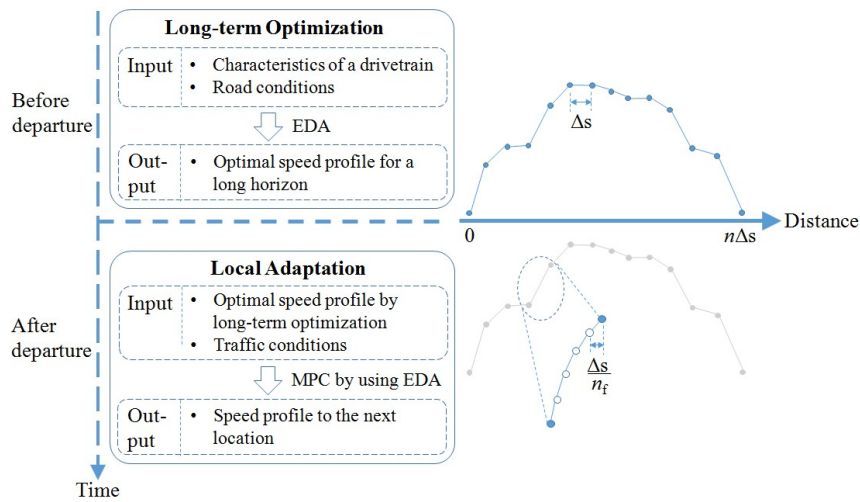 Long-term Optimization
Input
• Characteristics of a drivetrain
• Road conditions
Before
departure
EDA
Out-
put
• Optimal speed profile for a
long horizon
Δs
0
nΔs
Distance
Local Adaptation
Input
• Optimal speed profile by
long-term optimization
• Traffic conditions
After
departure
MPC by using EDA
Out-
put
• Speed profile to the next
location
Δs
n_f
Time